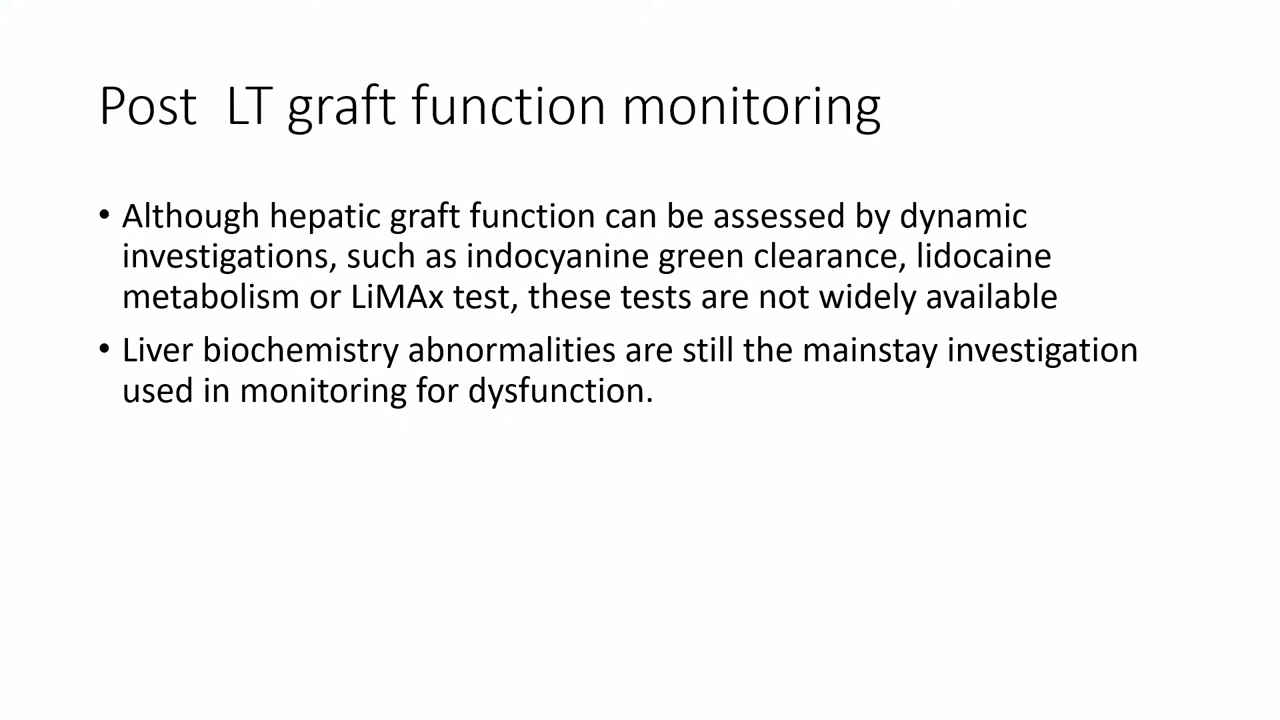 Post  LT graft function monitoring
• Although hepatic graft function can be assessed by dynamic
investigations, such as indocyanine green clearance, lidocaine
metabolism or LiMAx test, these tests are not widely available
• Liver biochemistry abnormalities are still the mainstay investigation
used in monitoring for dysfunction.